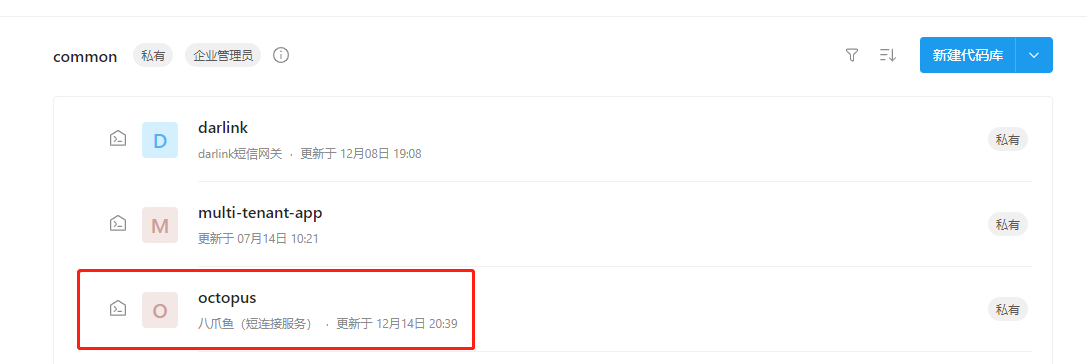 common 私有 企业管理员 新建代码库
D darlink
darlink短信网关 · 更新于 12月08日 19:08 私有
M multi-tenant-app
更新于 07月14日 10:21 私有
O octopus
八爪鱼（短连接服务） · 更新于 12月14日 20:39 私有